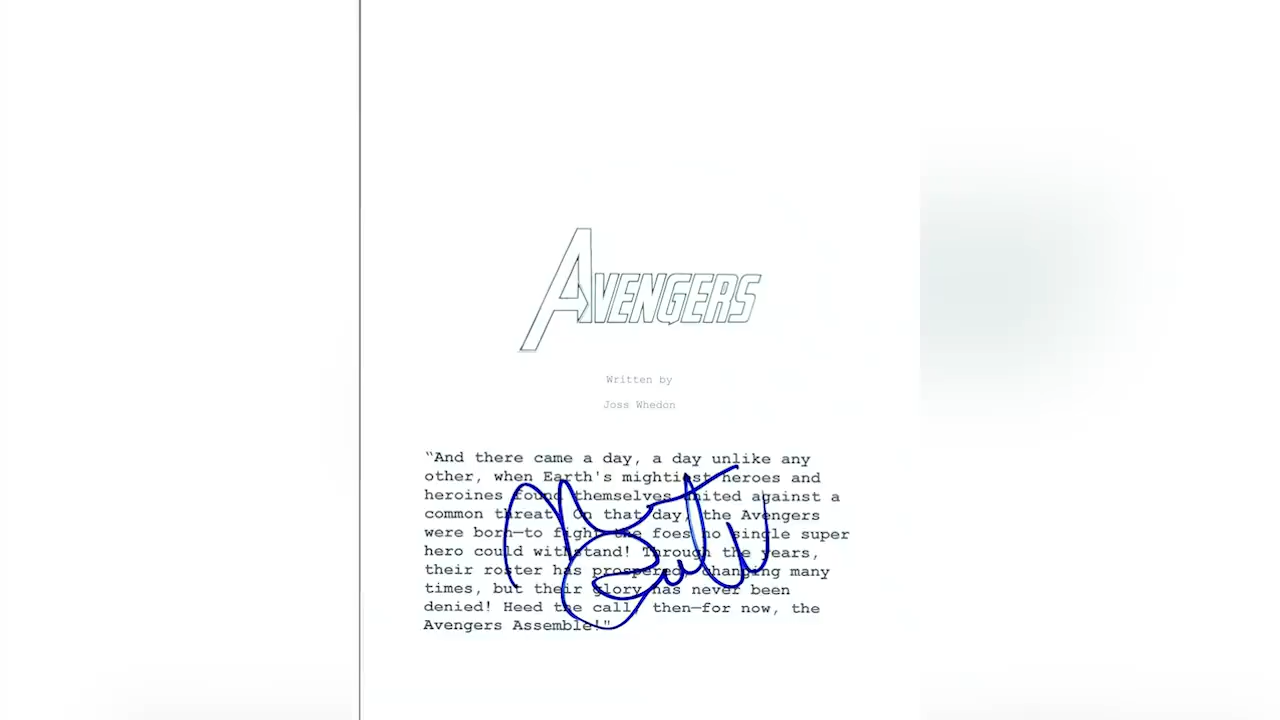 AVENGERS
Written by
Joss Whedon
“And there came a day, a day unlike any
other, when Earth's mightiest heroes and
heroines found themselves united against a
common threat. On that day, the Avengers
were born—to fight the foes no single super
hero could withstand! Through the years,
their roster has prospered, changing many
times, but their glory has never been
denied! Heed the call, then—for now, the
Avengers Assemble!"